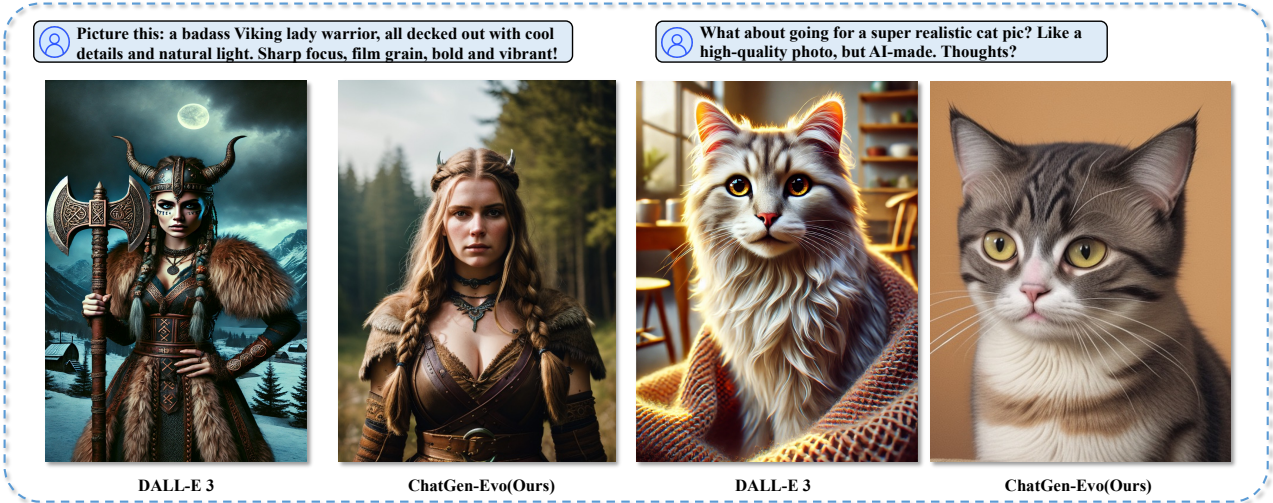 Picture this: a badass Viking lady warrior, all decked out with cool
details and natural light. Sharp focus, film grain, bold and vibrant!
What about going for a super realistic cat pic? Like a
high-quality photo, but AI-made. Thoughts?
DALL-E 3
ChatGen-Evo(Ours)
DALL-E 3
ChatGen-Evo(Ours)